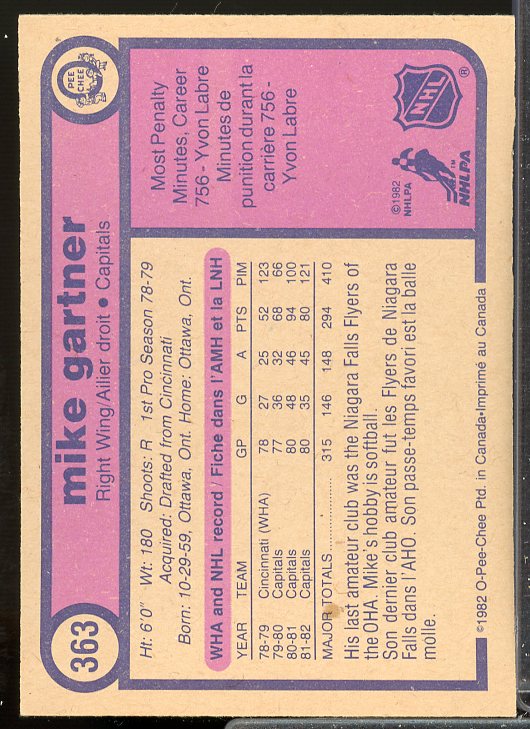 363
mike gartner
Right Wing/Ailier droit • Capitals
O PEE CHEE
Ht: 6'0" Wt: 180 Shoots: R 1st Pro Season 78-79
Acquired: Drafted from Cincinnati
Born: 10-29-59, Ottawa, Ont. Home: Ottawa, Ont.
WHA and NHL record / Fiche dans l'AMH et la LNH
YEAR TEAM GP G A PTS PIM
78-79 Cincinnati (WHA) 78 27 25 52 123
79-80 Capitals 77 36 32 68 66
80-81 Capitals 80 48 46 94 100
81-82 Capitals 80 35 45 80 121
MAJOR TOTALS .......... 315 146 148 294 410
His last amateur club was the Niagara Falls Flyers of
the OHA. Mike's hobby is softball.
Son dernier club amateur fut les Flyers de Niagara
Falls dans l'AHO. Son passe-temps favori est la balle
molle.
Most Penalty
Minutes, Career
756 - Yvon Labre
Minutes de
punition durant la
carrière 756 -
Yvon Labre
©1982
NHLPA
NHLPA™
NHL®
©1982 O-Pee-Chee Ptd. in Canada•Imprimé au Canada